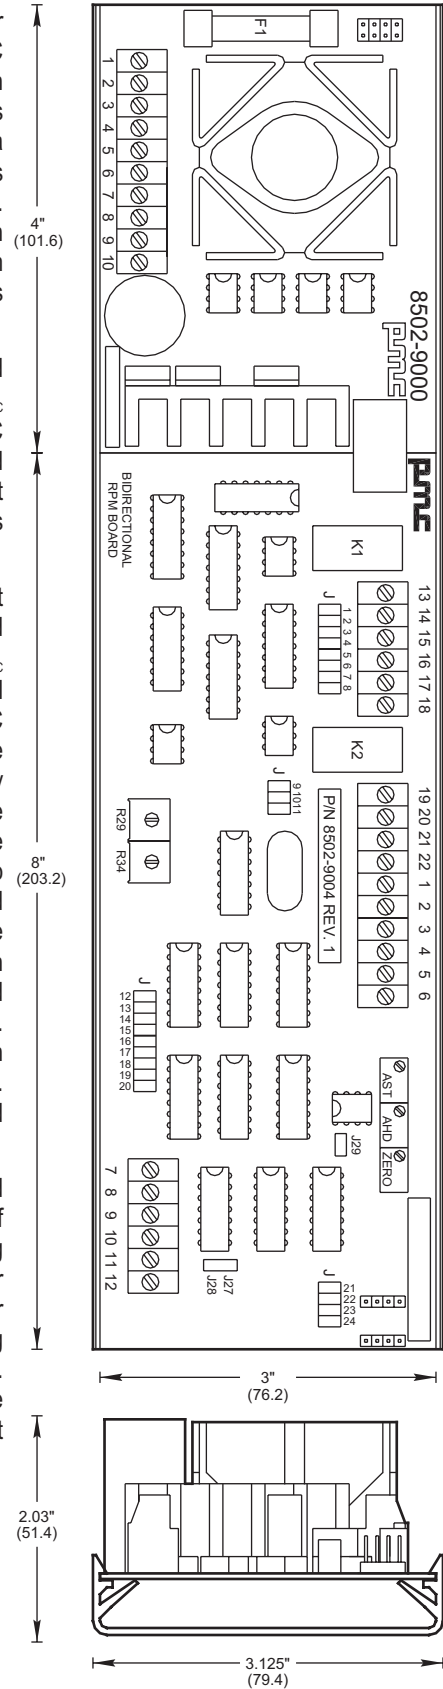 F1
1
2
3
4
5
6
7
8
9
10
4"
(101.6)
8502-9000
pmc
pmc
BIDIRECTIONAL
RPM BOARD
K1
J
1 2 3 4 5 6 7 8
13 14 15 16 17 18
K2
J
9 10 11
R29
R34
P/N 8502-9004 REV. 1
19 20 21 22 1 2 3 4 5 6
8"
(203.2)
J
12
13
14
15
16
17
18
19
20
AST
AHD
ZERO
J29
7
8
9
10
11
12
J28
J27
J
21
22
23
24
3"
(76.2)
2.03"
(51.4)
3.125"
(79.4)